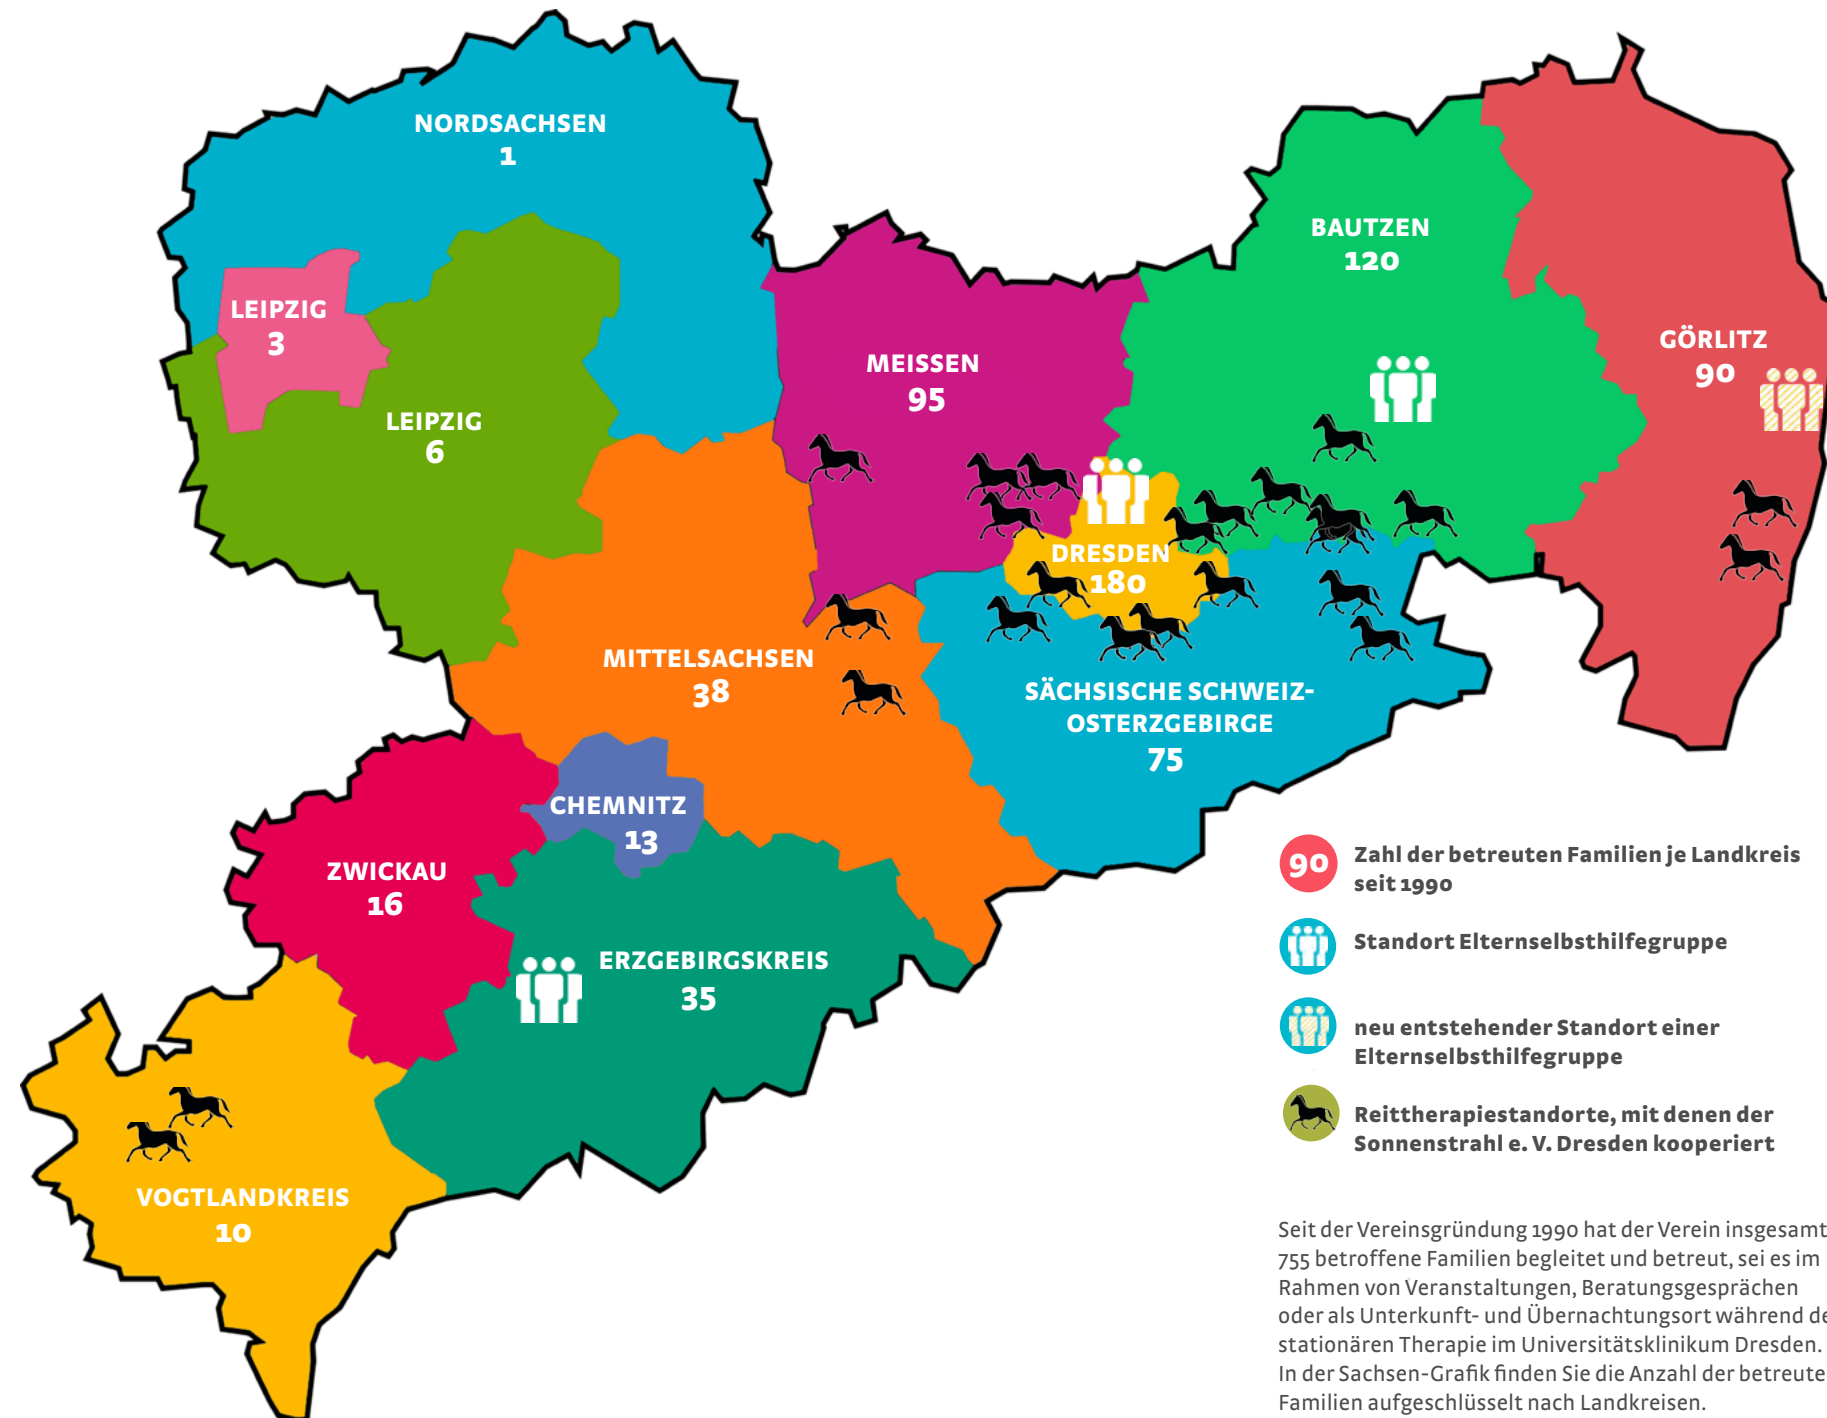 NORDSACHSEN
1
LEIPZIG
3
LEIPZIG
6
MEISSEN
95
BAUTZEN
120
GÖRLITZ
90
DRESDEN
180
MITTELSACHSEN
38
SÄCHSISCHE SCHWEIZ-
OSTERZGEBIRGE
75
CHEMNITZ
13
ZWICKAU
16
ERZGEBIRGSKREIS
35
VOGTLANDKREIS
10
90
Zahl der betreuten Familien je Landkreis
seit 1990
Standort Elternselbsthilfegruppe
neu entstehender Standort einer
Elternselbsthilfegruppe
Reittherapiestandorte, mit denen der
Sonnenstrahl e. V. Dresden kooperiert
Seit der Vereinsgründung 1990 hat der Verein insgesamt
755 betroffene Familien begleitet und betreut, sei es im
Rahmen von Veranstaltungen, Beratungsgesprächen
oder als Unterkunft- und Übernachtungsort während de
stationären Therapie im Universitätsklinikum Dresden.
In der Sachsen-Grafik finden Sie die Anzahl der betreute
Familien aufgeschlüsselt nach Landkreisen.